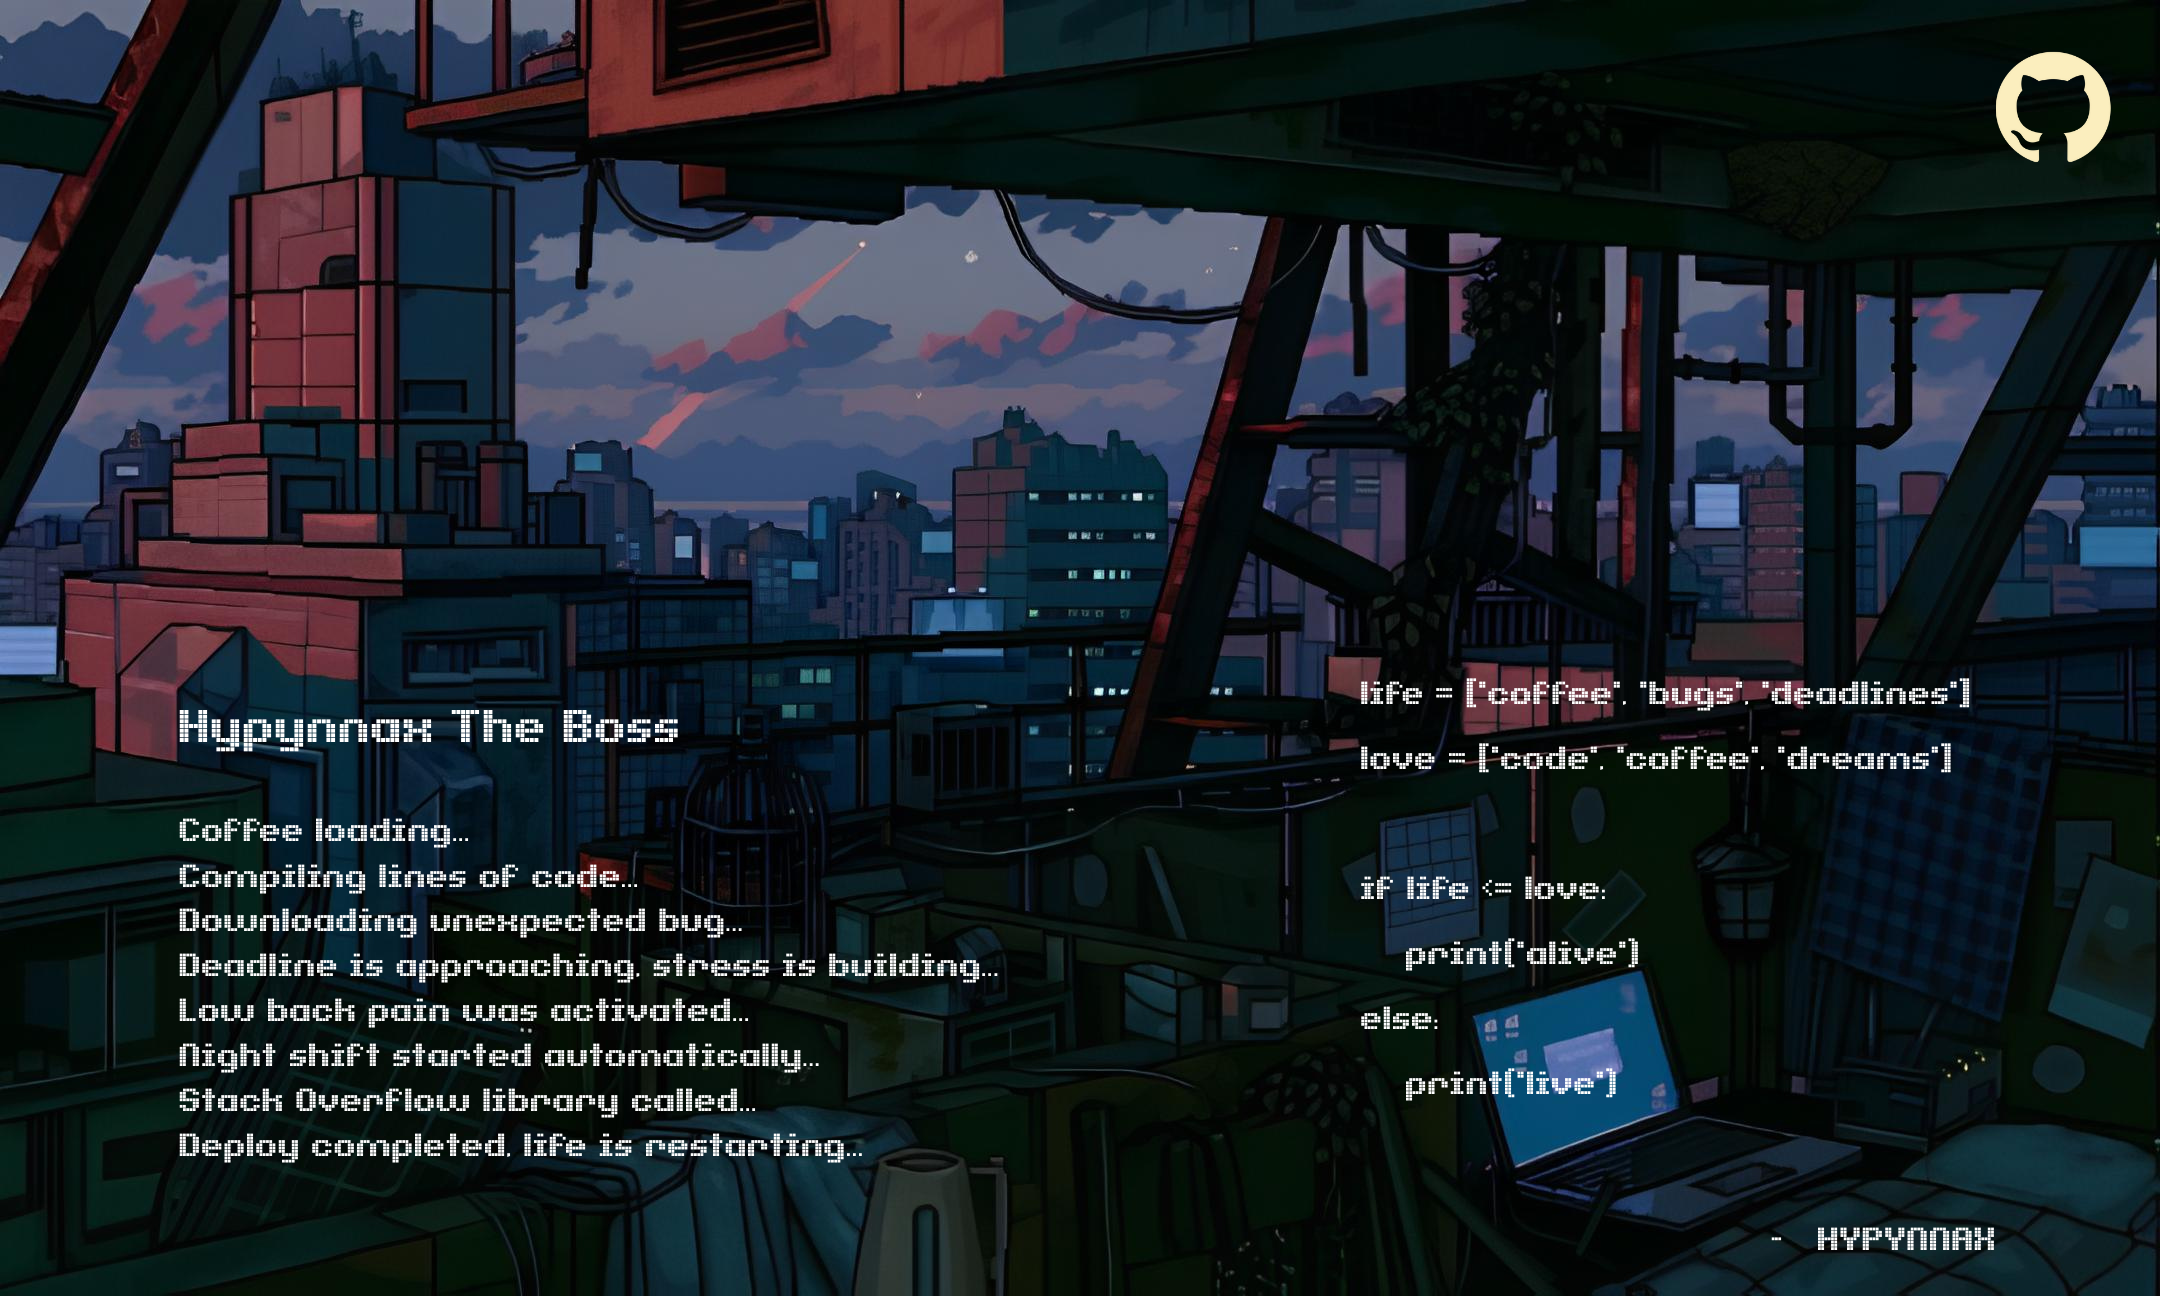 Hypynnax The Boss
Coffee loading...
Compiling lines of code...
Downloading unexpected bug...
Deadline is approaching, stress is building...
Low back pain was activated...
Night shift started automatically...
Stack Overflow library called...
Deploy completed, life is restarting...
life = ["coffee", "bugs", "deadlines"]
love = ["code", "coffee", "dreams"]
if life <= love:
print("alive")
else:
print("live")
- HYPYNNAX